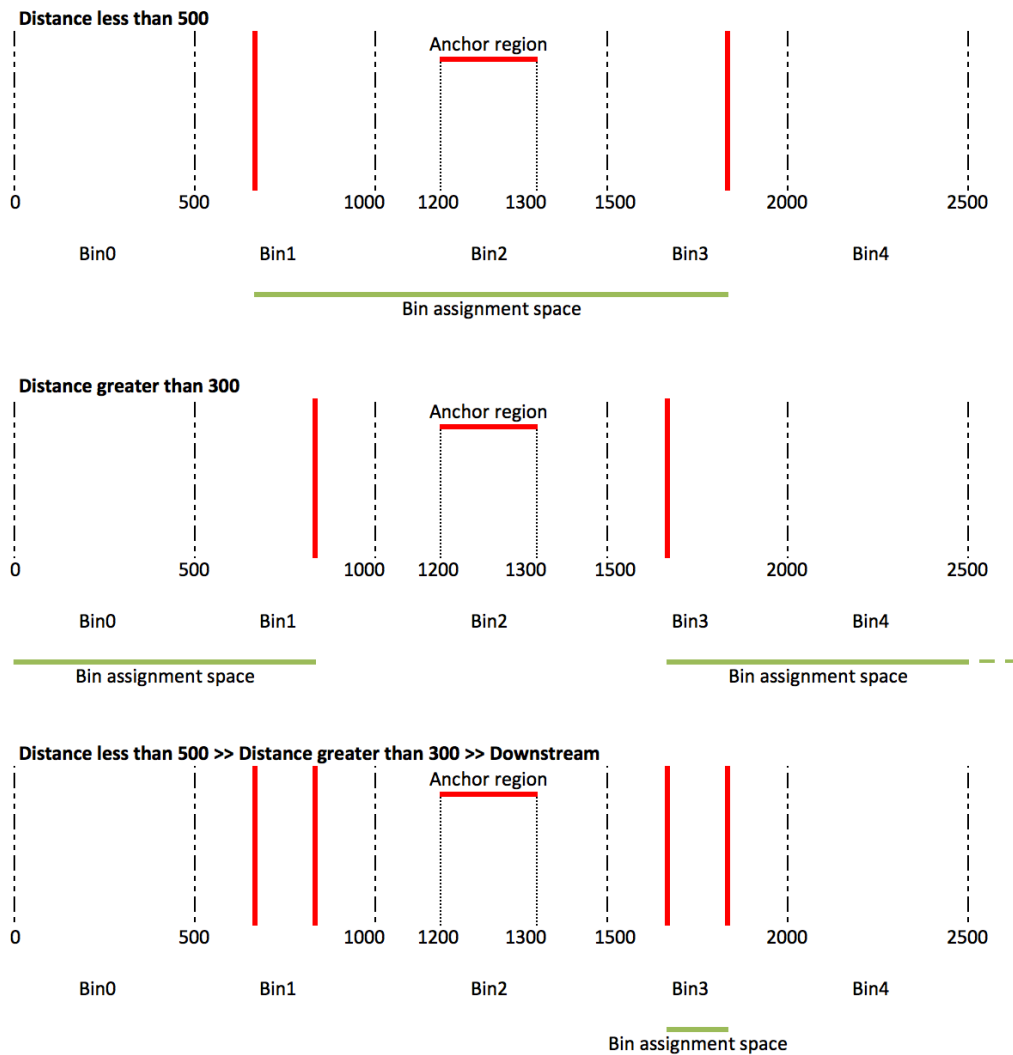 Distance less than 500
Anchor region
0 500 1000 1200 1300 1500 2000 2500
Bin0 Bin1 Bin2 Bin3 Bin4
Bin assignment space
Distance greater than 300
Anchor region
0 500 1000 1200 1300 1500 2000 2500
Bin0 Bin1 Bin2 Bin3 Bin4
Bin assignment space Bin assignment space
Distance less than 500 >> Distance greater than 300 >> Downstream
Anchor region
0 500 1000 1200 1300 1500 2000 2500
Bin0 Bin1 Bin2 Bin3 Bin4
Bin assignment space